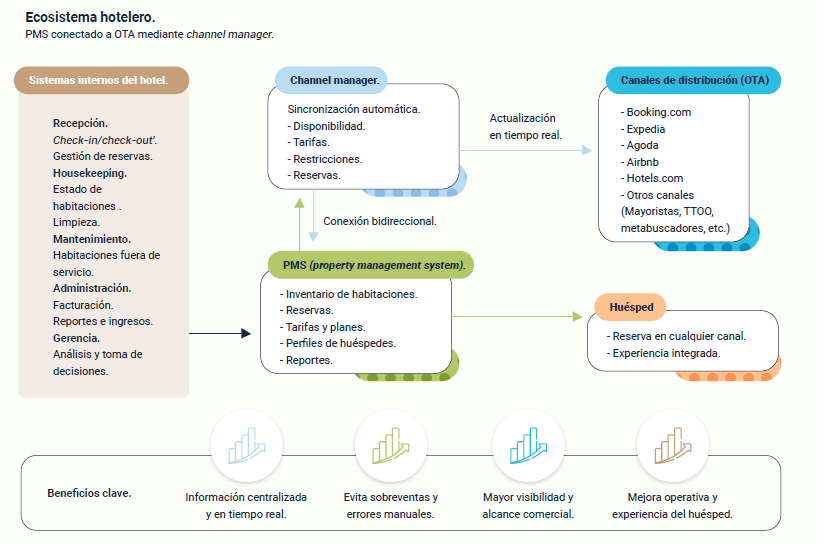 Ecosistema hotelero.
PMS conectado a OTA mediante channel manager.
Sistemas internos del hotel.
Recepción.
Check-in/check-out'.
Gestión de reservas.
Housekeeping.
Estado de
habitaciones .
Limpieza.
Mantenimiento.
Habitaciones fuera de
servicio.
Administración.
Facturación.
Reportes e ingresos.
Gerencia.
Análisis y toma de
decisiones.
Channel manager.
Sincronización automática.
- Disponibilidad.
- Tarifas.
- Restricciones.
- Reservas.
Actualización
en tiempo real.
Canales de distribución (OTA)
- Booking.com
- Expedia
- Agoda
- Airbnb
- Hotels.com
- Otros canales
(Mayoristas, TTOO,
metabuscadores, etc.)
Conexión bidireccional.
PMS (property management system).
- Inventario de habitaciones.
- Reservas.
- Tarifas y planes.
- Perfiles de huéspedes.
- Reportes.
Huésped
- Reserva en cualquier canal.
- Experiencia integrada.
Beneficios clave.
Información centralizada
y en tiempo real.
Evita sobreventas y
errores manuales.
Mayor visibilidad y
alcance comercial.
Mejora operativa y
experiencia del huésped.